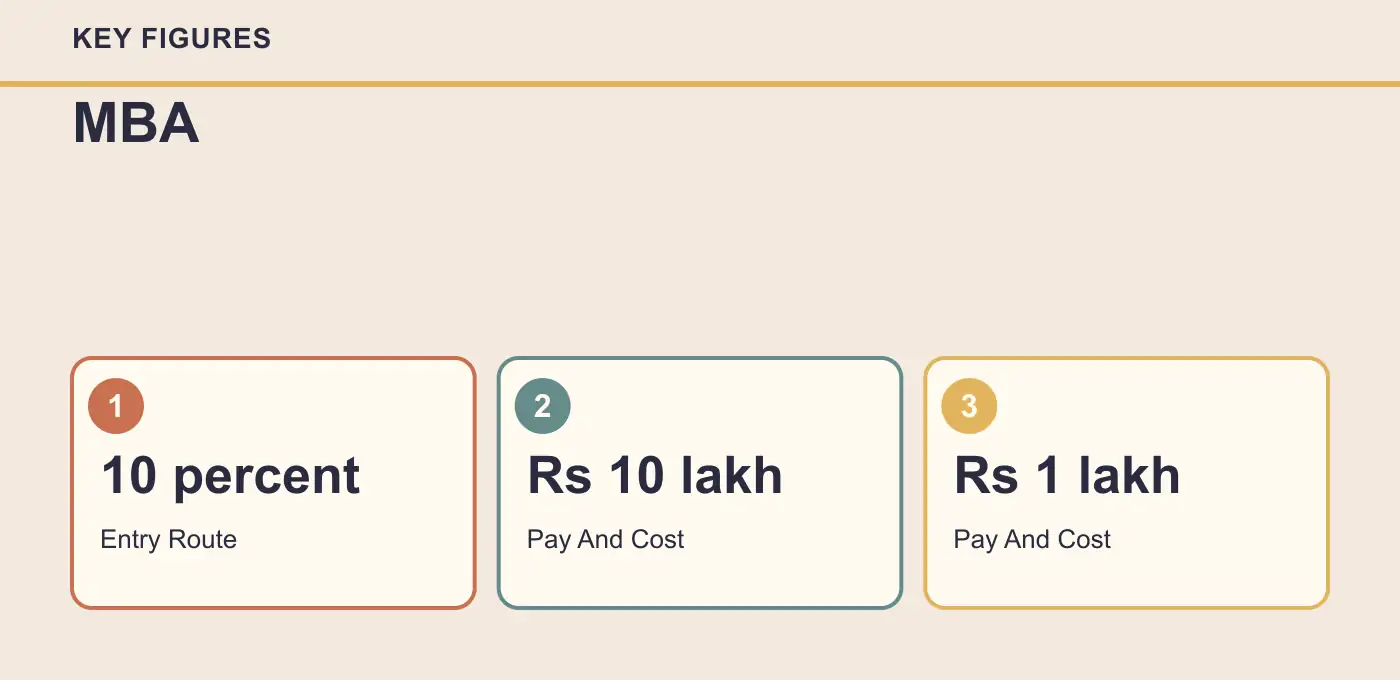 KEY FIGURES
MBA
1
10 percent
Entry Route
2
Rs 10 lakh
Pay And Cost
3
Rs 1 lakh
Pay And Cost